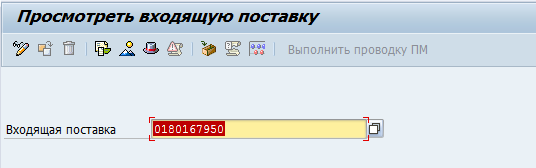 Просмотреть входящую поставку
Выполнить проводку ПМ
Входящая поставка 0180167950